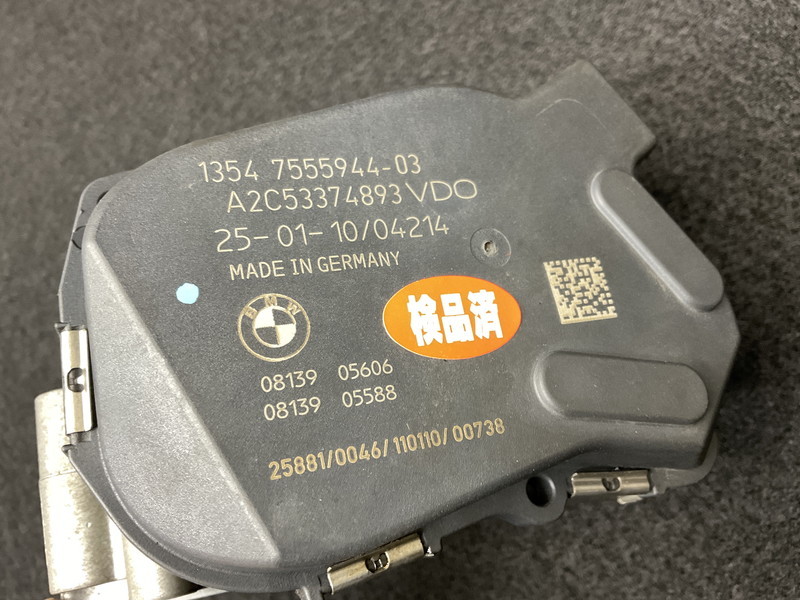 1354 7555944-03
A2C53374893 VDO
25-01-10/04214
MADE IN GERMANY
BMW
検品済
08139 05606
08139 05588
25881/0046/110110/00738